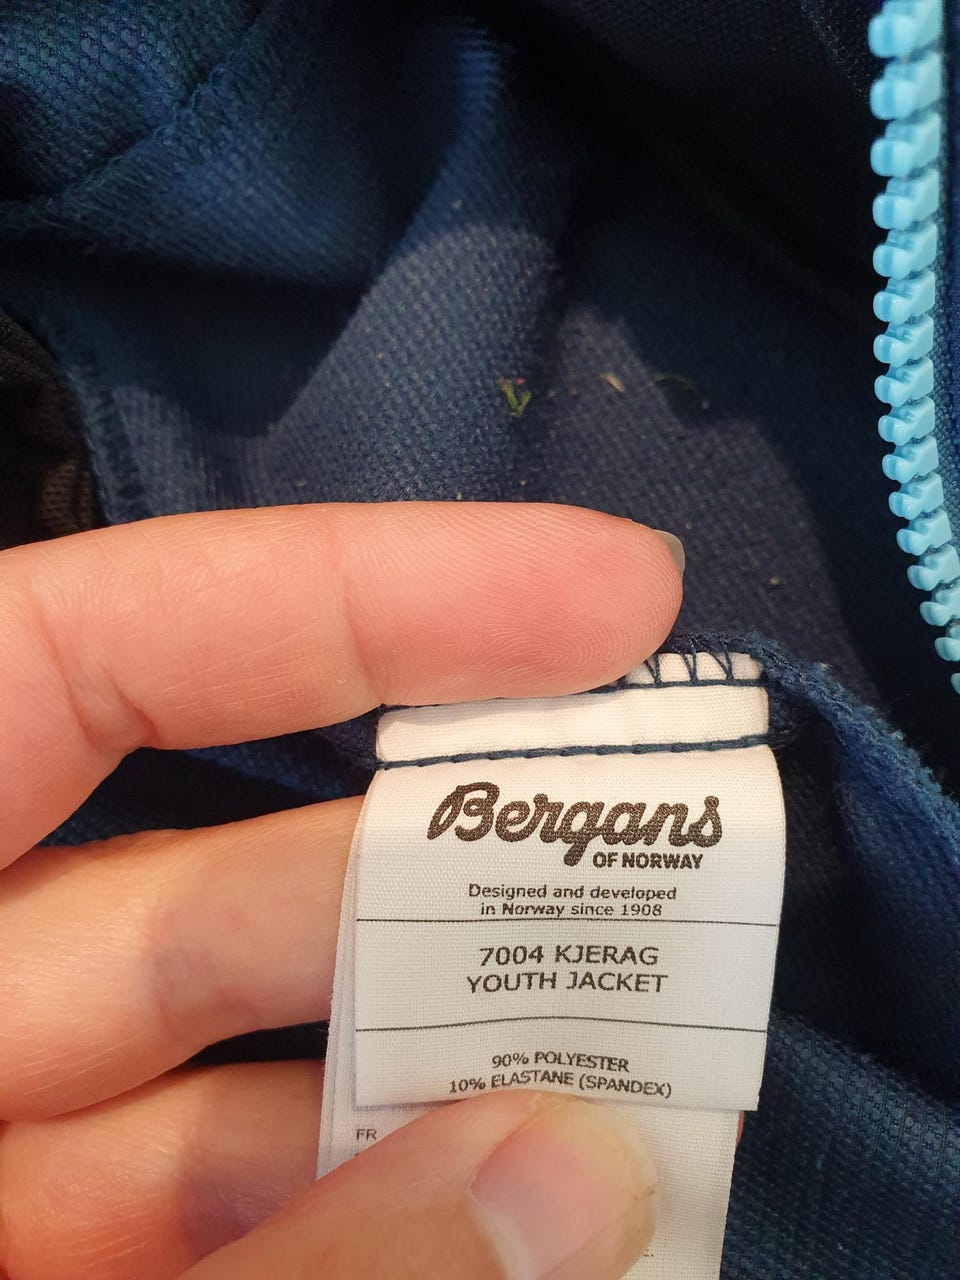 Bergans
OF NORWAY
Designed and developed
in Norway since 1908
7004 KJERAG
YOUTH JACKET
90% POLYESTER
10% ELASTANE (SPANDEX)
FR